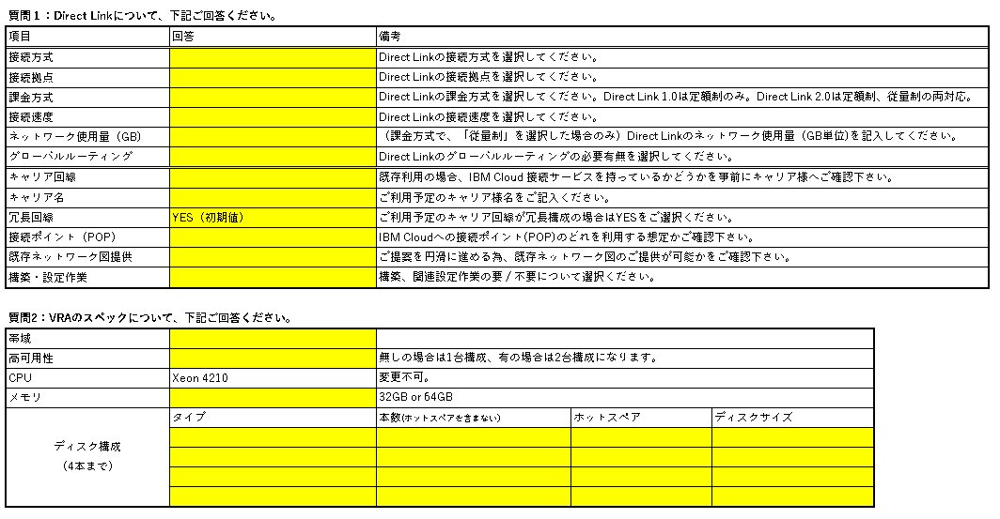 質問１：Direct Linkについて、下記ご回答ください。
項目 回答 備考
接続方式 Direct Linkの接続方式を選択してください。
接続拠点 Direct Linkの接続拠点を選択してください。
課金方式 Direct Linkの課金方式を選択してください。Direct Link 1.0は定額制のみ。Direct Link 2.0は定額制、従量制の両対応。
接続速度 Direct Linkの接続速度を選択してください。
ネットワーク使用量（GB） （課金方式で、「従量制」を選択した場合のみ）Direct Linkのネットワーク使用量（GB単位)を記入してください。
グローバルルーティング Direct Linkのグローバルルーティングの必要有無を選択してください。
キャリア回線 既存利用の場合、IBM Cloud 接続サービスを持っているかどうかを事前にキャリア様へご確認下さい。
キャリア名 ご利用予定のキャリア様名をご記入ください。
冗長回線 YES（初期値） ご利用予定のキャリア回線が冗長構成の場合はYESをご選択ください。
接続ポイント（POP） IBM Cloudへの接続ポイント(POP)のどれを利用する想定かご確認下さい。
既存ネットワーク図提供 ご提案を円滑に進める為、既存ネットワーク図のご提供が可能かをご確認下さい。
構築・設定作業 構築、関連設定作業の要／不要について選択ください。
質問2：VRAのスペックについて、下記ご回答ください。
帯域
高可用性 無しの場合は1台構成、有の場合は2台構成になります。
CPU Xeon 4210 変更不可。
メモリ 32GB or 64GB
タイプ 本数(ホットスペアを含まない) ホットスペア ディスクサイズ
ディスク構成
（4本まで）